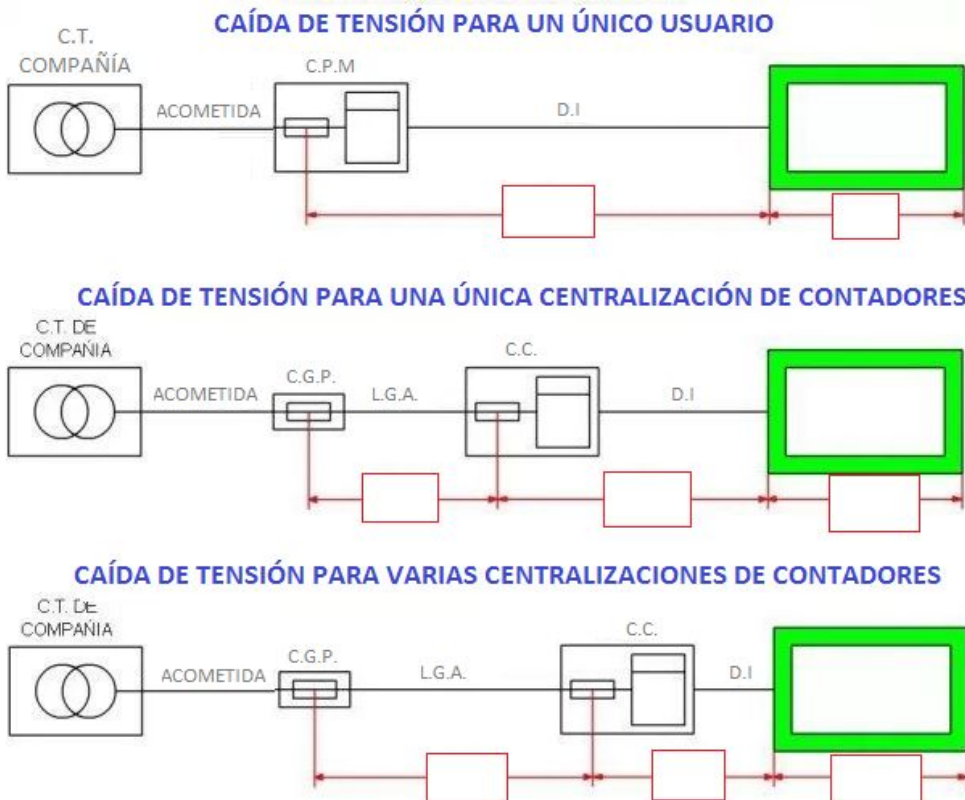 CAÍDA DE TENSIÓN PARA UN ÚNICO USUARIO
C.T.
COMPAÑÍA
ACOMETIDA
C.P.M
D.I
CAÍDA DE TENSIÓN PARA UNA ÚNICA CENTRALIZACIÓN DE CONTADORES
C.T. DE
COMPAÑIA
ACOMETIDA
C.G.P.
L.G.A.
C.C.
D.I
CAÍDA DE TENSIÓN PARA VARIAS CENTRALIZACIONES DE CONTADORES
C.T. DE
COMPAÑIA
ACOMETIDA
C.G.P.
L.G.A.
C.C.
D.I